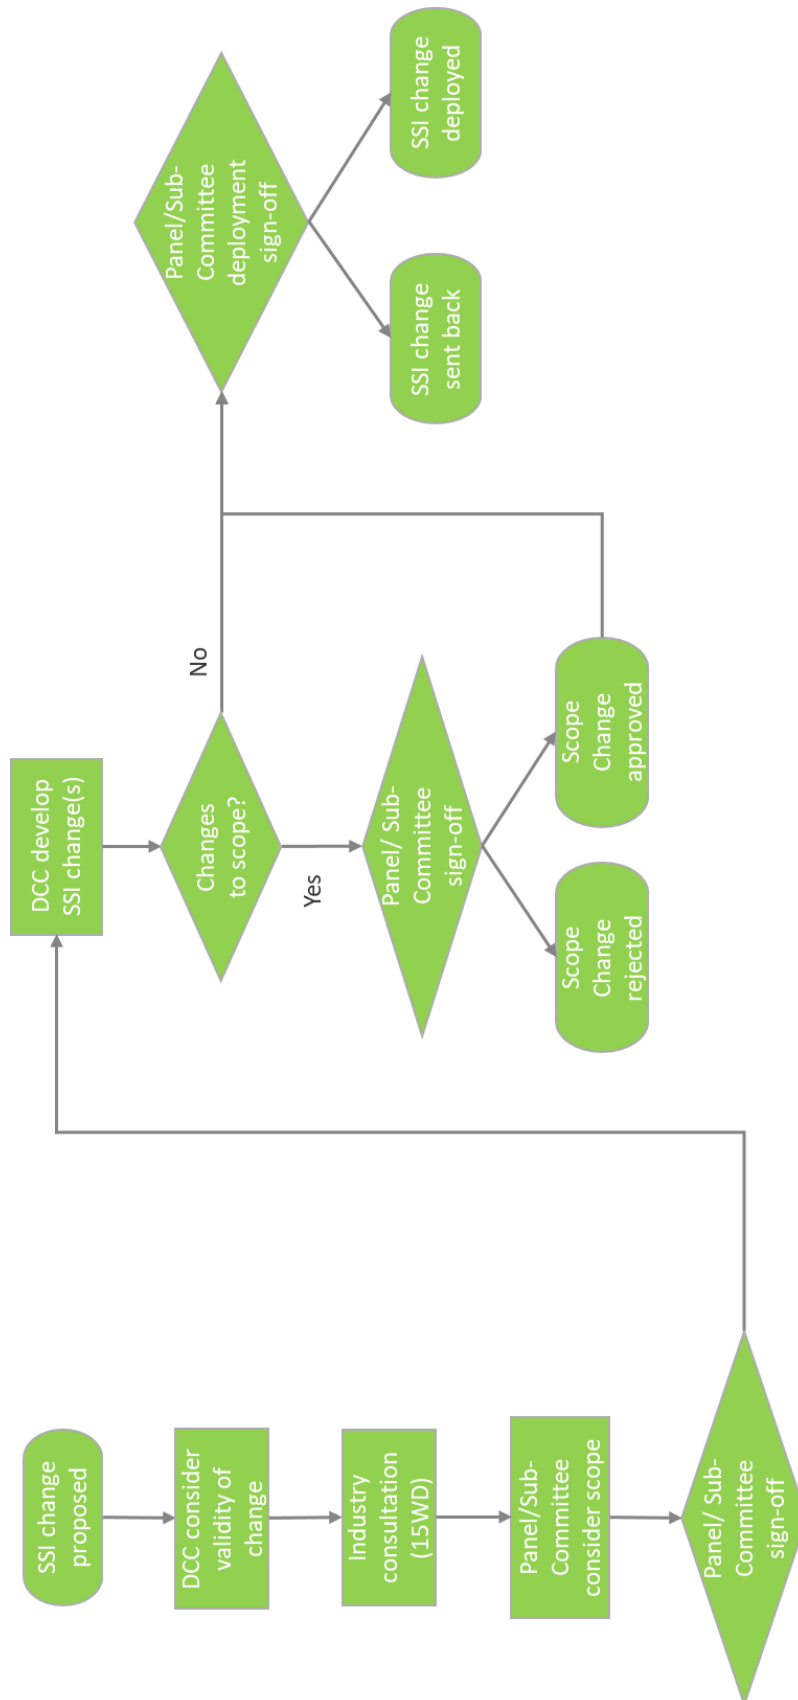 SSI change
proposed
DCC consider
validity of
change
Industry
consultation
(15WD)
Panel/Sub-
Committee
consider scope
Panel/ Sub-
Committee
sign-off
DCC develop
SSI change(s)
Changes
to scope?
Yes
No
Panel/ Sub-
Committee
sign-off
Scope
Change
rejected
Scope
Change
approved
Panel/Sub-
Committee
deployment
sign-off
SSI change
sent back
SSI change
deployed